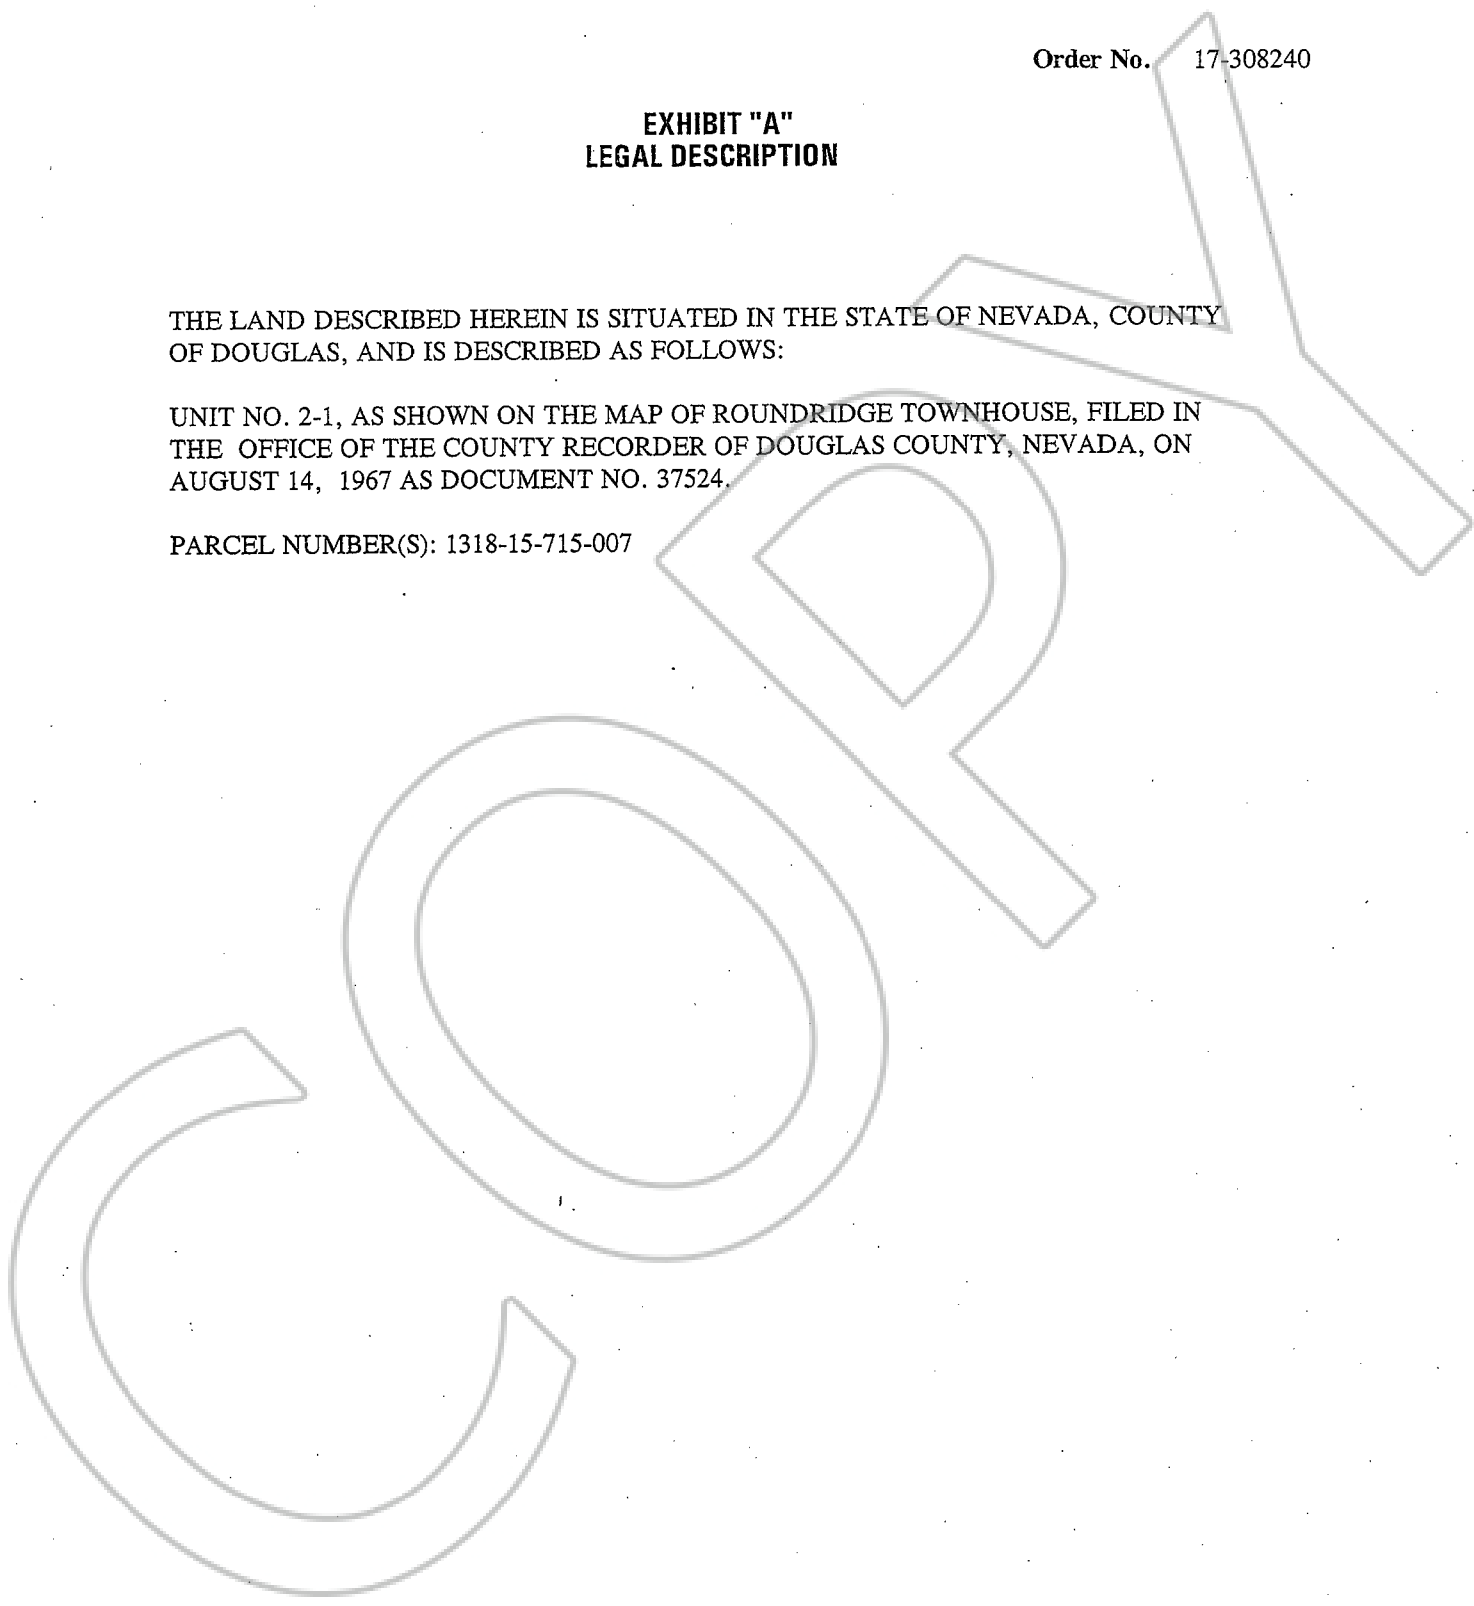 Order No. 17-308240
EXHIBIT "A"
LEGAL DESCRIPTION
THE LAND DESCRIBED HEREIN IS SITUATED IN THE STATE OF NEVADA, COUNTY
OF DOUGLAS, AND IS DESCRIBED AS FOLLOWS:
UNIT NO. 2-1, AS SHOWN ON THE MAP OF ROUNDRIDGE TOWNHOUSE, FILED IN
THE OFFICE OF THE COUNTY RECORDER OF DOUGLAS COUNTY, NEVADA, ON
AUGUST 14, 1967 AS DOCUMENT NO. 37524.
PARCEL NUMBER(S): 1318-15-715-007
COPY